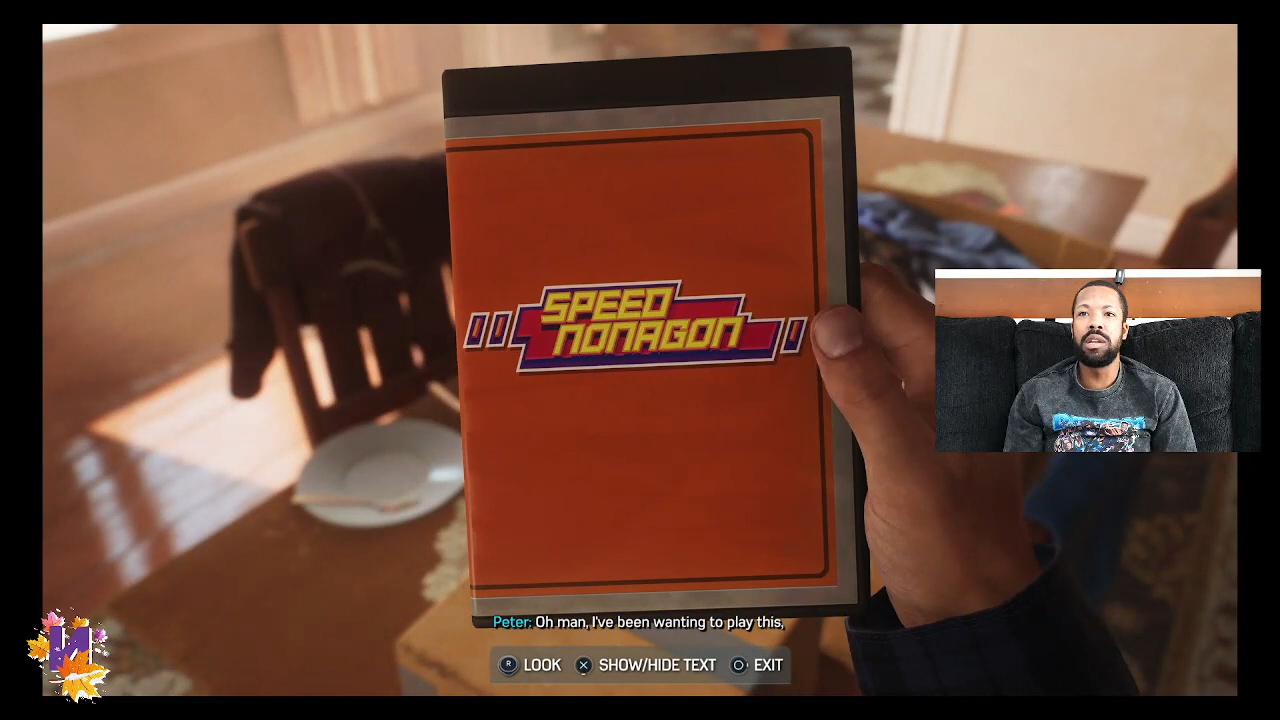 SPEED
NONAGON
Peter: Oh man, I've been wanting to play this,
R LOOK SHOW/HIDE TEXT EXIT